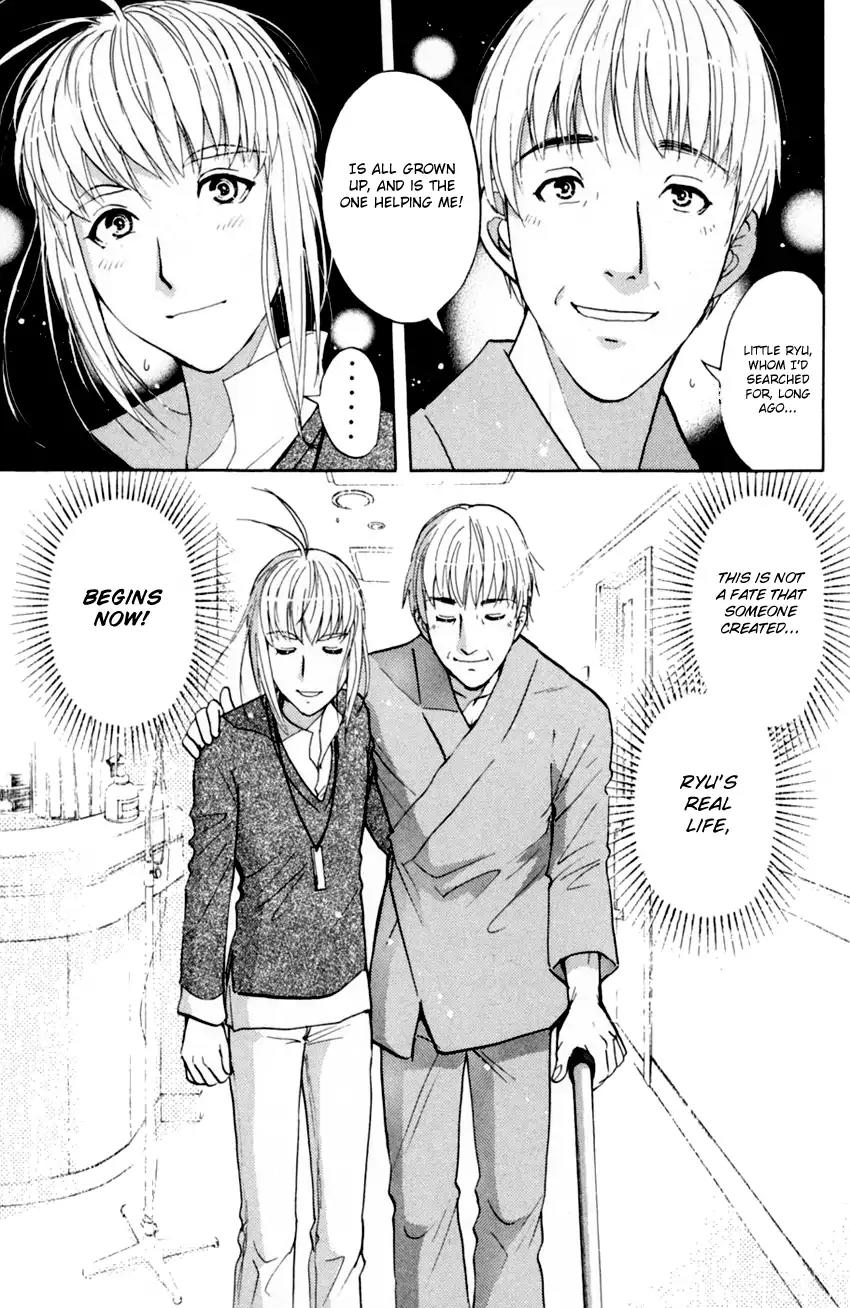 LITTLE RYU,
WHOM I'D
SEARCHED
FOR, LONG
AGO...
IS ALL GROWN
UP, AND IS THE
ONE HELPING ME!
......
THIS IS NOT
A FATE THAT
SOMEONE
CREATED...
RYU'S
REAL
LIFE,
BEGINS
NOW!